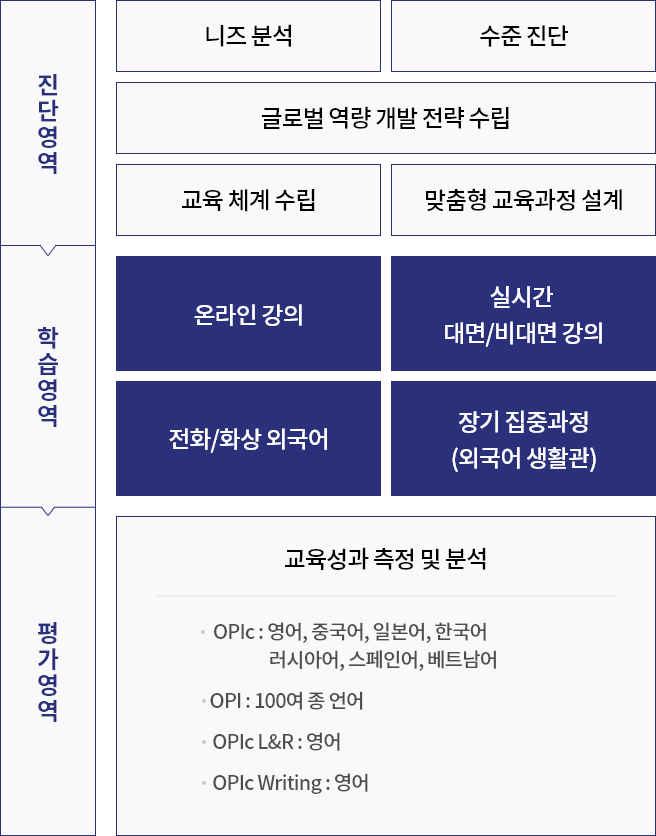 진단영역
니즈 분석
수준 진단
글로벌 역량 개발 전략 수립
교육 체계 수립
맞춤형 교육과정 설계
학습영역
온라인 강의
실시간
대면/비대면 강의
전화/화상 외국어
장기 집중과정
(외국어 생활관)
평가영역
교육성과 측정 및 분석
· OPIc : 영어, 중국어, 일본어, 한국어
러시아어, 스페인어, 베트남어
· OPI : 100여 종 언어
· OPIc L&R : 영어
· OPIc Writing : 영어